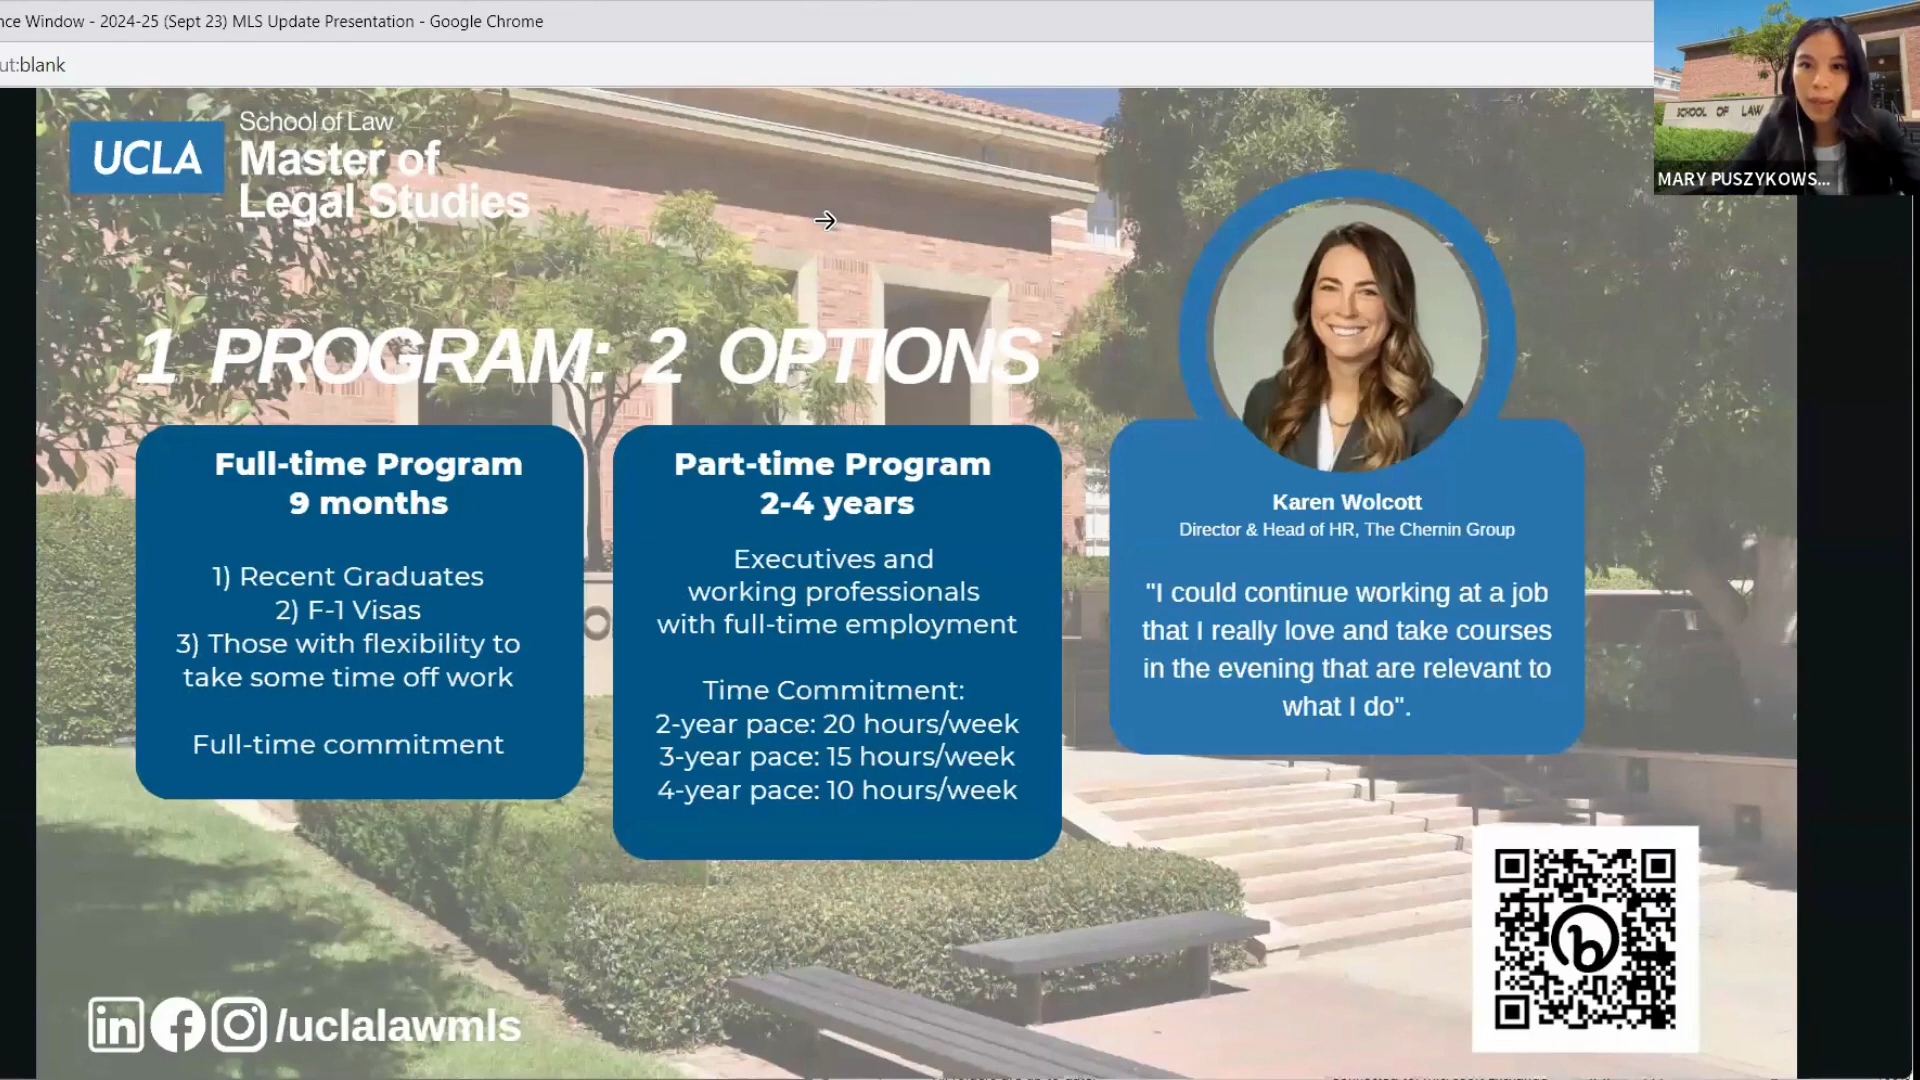 nce Window - 2024-25 (Sept 23) MLS Update Presentation - Google Chrome
ut:blank
SCHOOL OF LAW
MARY PUSZYKOWS...
UCLA
School of Law
Master of
Legal Studies
1 PROGRAM: 2 OPTIONS
Full-time Program
9 months
1) Recent Graduates
2) F-1 Visas
3) Those with flexibility to
take some time off work
Full-time commitment
Part-time Program
2-4 years
Executives and
working professionals
with full-time employment
Time Commitment:
2-year pace: 20 hours/week
3-year pace: 15 hours/week
4-year pace: 10 hours/week
Karen Wolcott
Director & Head of HR, The Chernin Group
"I could continue working at a job
that I really love and take courses
in the evening that are relevant to
what I do".
in f /uclalawmls
b